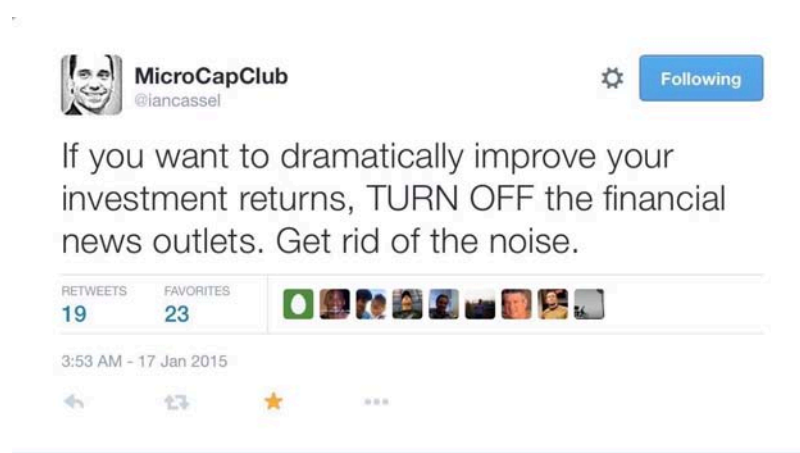 MicroCapClub
@iancassel
Following
If you want to dramatically improve your
investment returns, TURN OFF the financial
news outlets. Get rid of the noise.
RETWEETS FAVORITES
19 23
3:53 AM - 17 Jan 2015